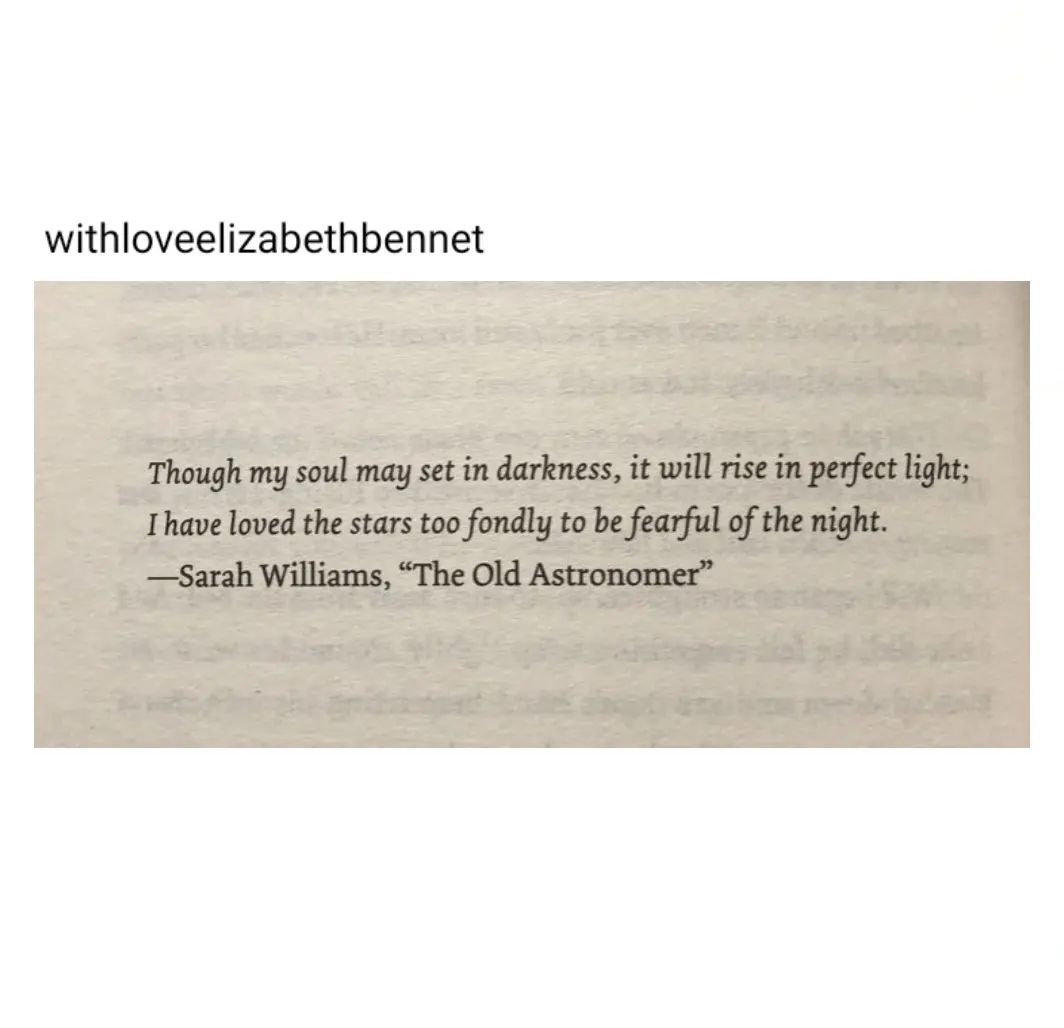 withloveelizabethbennet
Though my soul may set in darkness, it will rise in perfect light;
I have loved the stars too fondly to be fearful of the night.
—Sarah Williams, “The Old Astronomer”